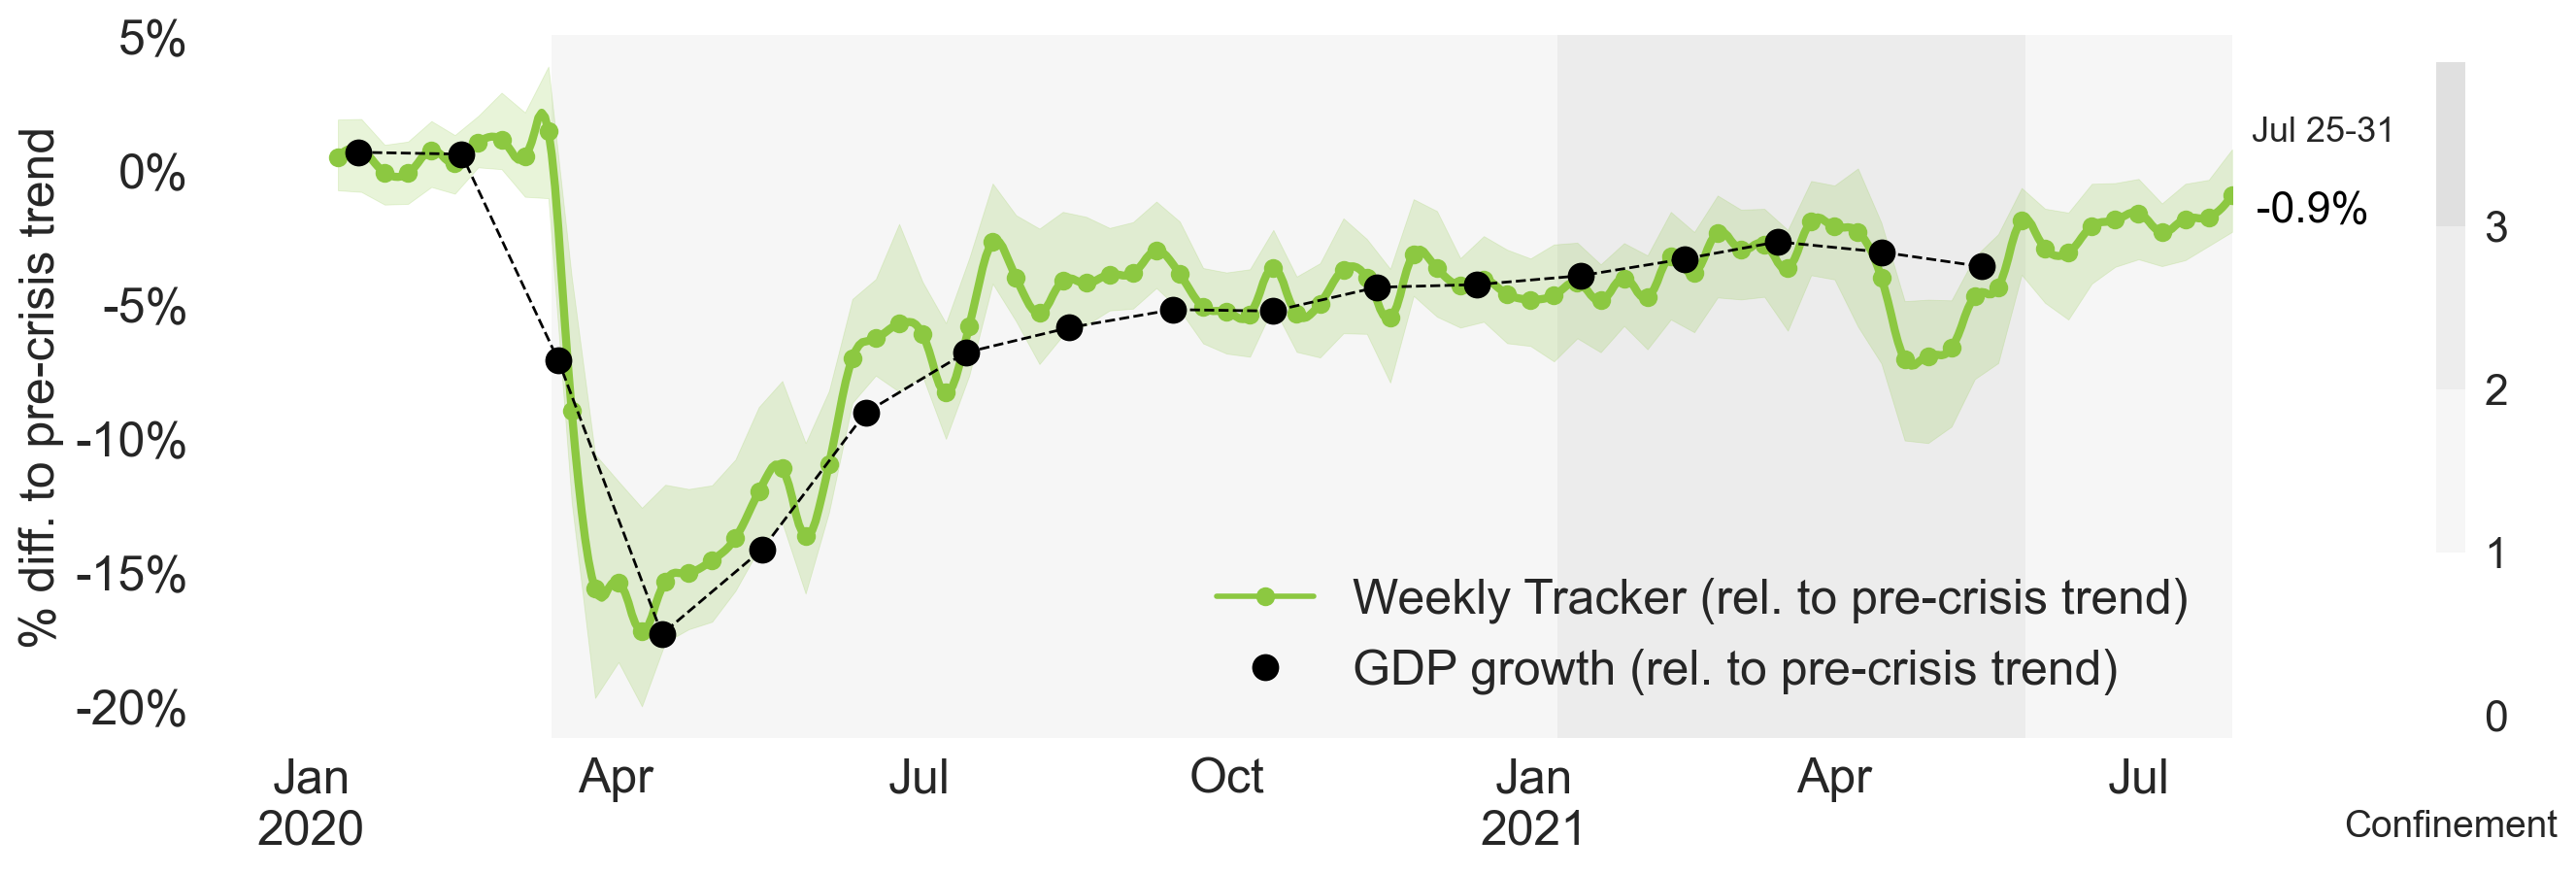 % diff. to pre-crisis trend
5%
0%
-5%
-10%
-15%
-20%
Jan
2020
Apr
Jul
Oct
Jan
2021
Apr
Jul
Weekly Tracker (rel. to pre-crisis trend)
GDP growth (rel. to pre-crisis trend)
Jul 25-31
-0.9%
3
2
1
0
Confinement